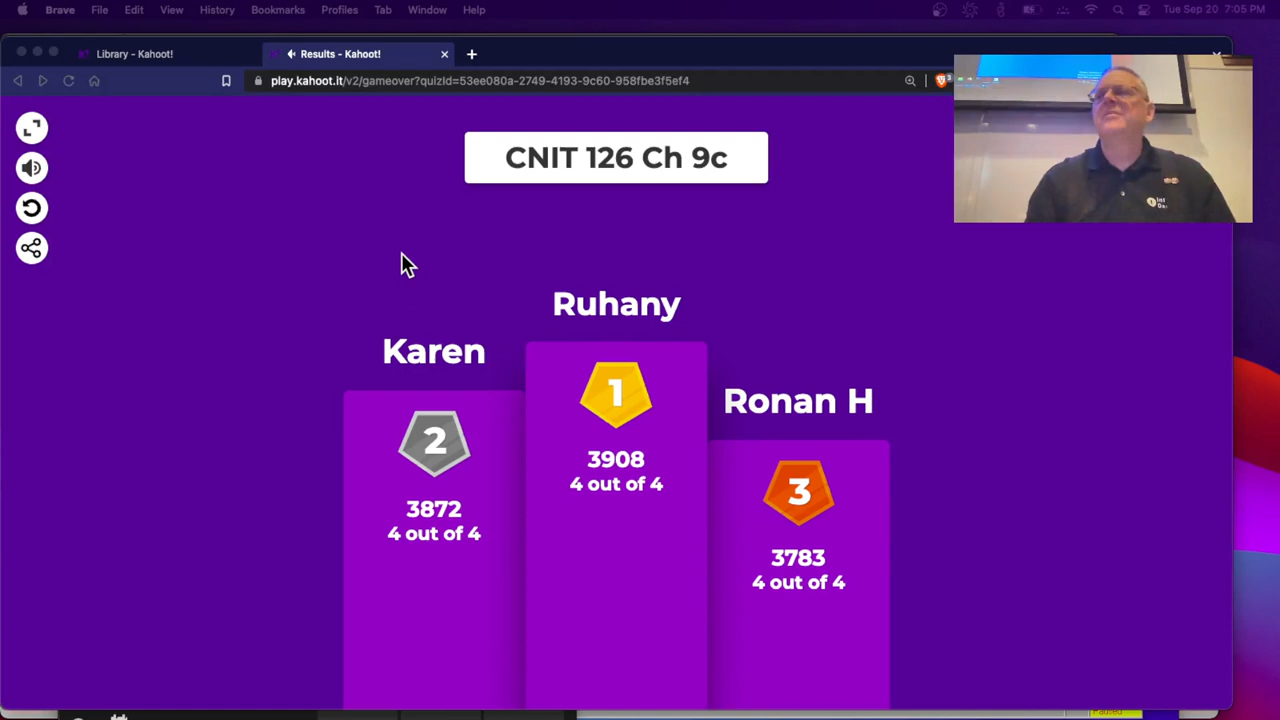 Brave File Edit View History Bookmarks Profiles Tab Window Help Tue Sep 20 7:05 PM
Library - Kahoot! Results - Kahoot!
play.kahoot.it/v2/gameover?quizId=53ee080a-2749-4193-9c60-958fbe3f5ef4
CNIT 126 Ch 9c
Ruhany
Karen
Ronan H
1
2
3908
4 out of 4
3
3872
4 out of 4
3783
4 out of 4
Paused